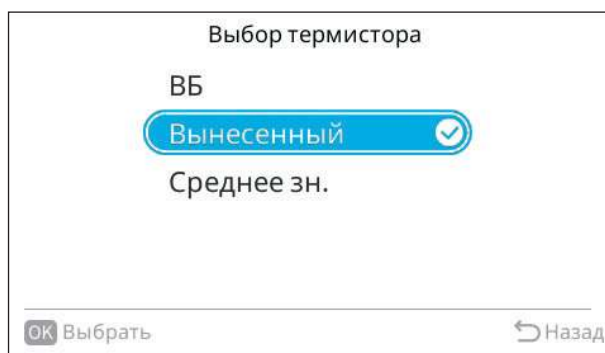 Выбор термистора
ВБ
Вынесенный
Среднее зн.
OK Выбрать Назад